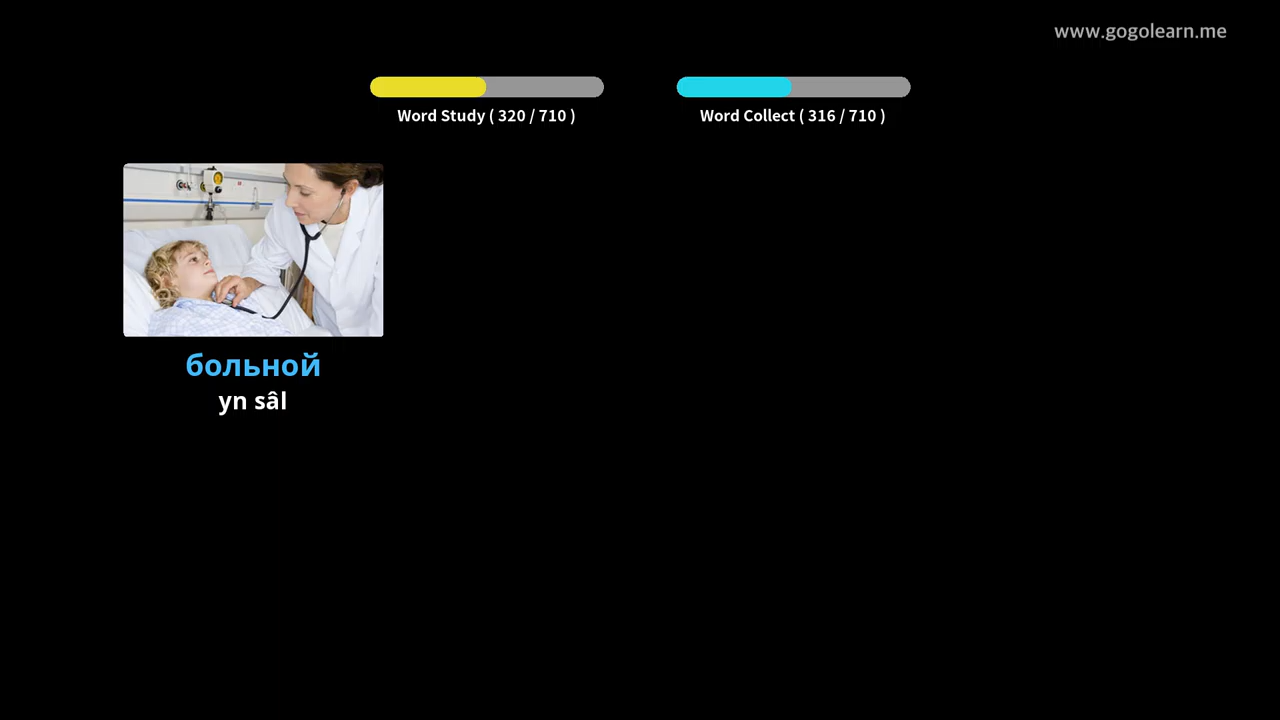 www.gogolearn.me
Word Study ( 320 / 710 )
Word Collect ( 316 / 710 )
больной
yn sâl